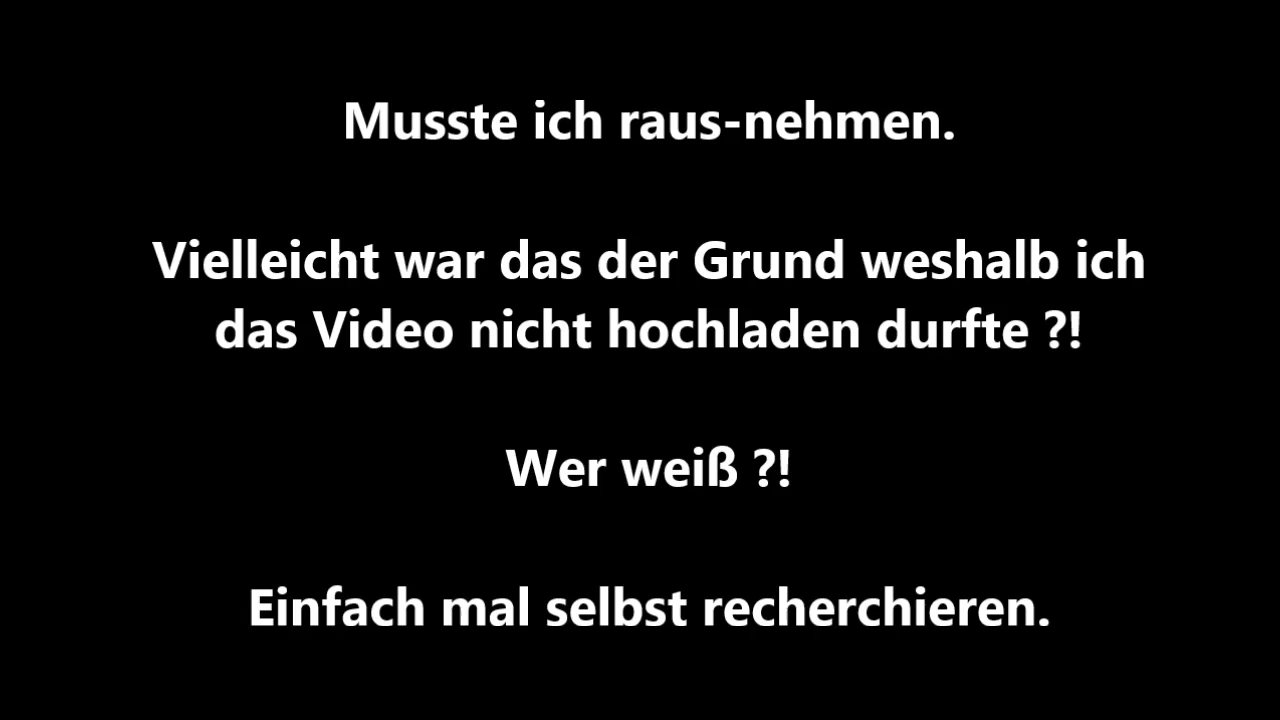 Musste ich raus-nehmen.
Vielleicht war das der Grund weshalb ich
das Video nicht hochladen durfte ?!
Wer weiß ?!
Einfach mal selbst recherchieren.